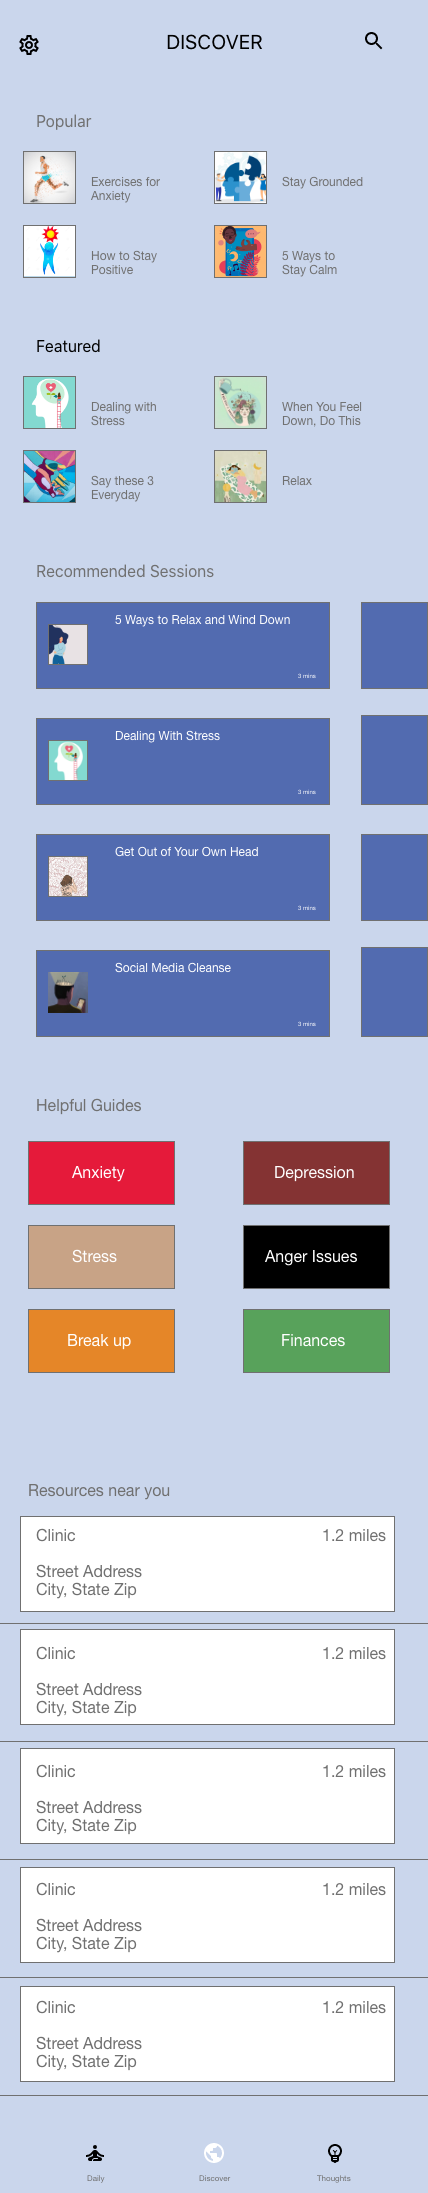 DISCOVER
Popular
Exercises for
Anxiety
Stay Grounded
How to Stay
Positive
5 Ways to
Stay Calm
Featured
Dealing with
Stress
When You Feel
Down, Do This
Say these 3
Everyday
Relax
Recommended Sessions
5 Ways to Relax and Wind Down
3 mins
Dealing With Stress
3 mins
Get Out of Your Own Head
3 mins
Social Media Cleanse
3 mins
Helpful Guides
Anxiety
Depression
Stress
Anger Issues
Break up
Finances
Resources near you
Clinic 1.2 miles
Street Address
City, State Zip
Clinic 1.2 miles
Street Address
City, State Zip
Clinic 1.2 miles
Street Address
City, State Zip
Clinic 1.2 miles
Street Address
City, State Zip
Clinic 1.2 miles
Street Address
City, State Zip
Daily Discover Thoughts